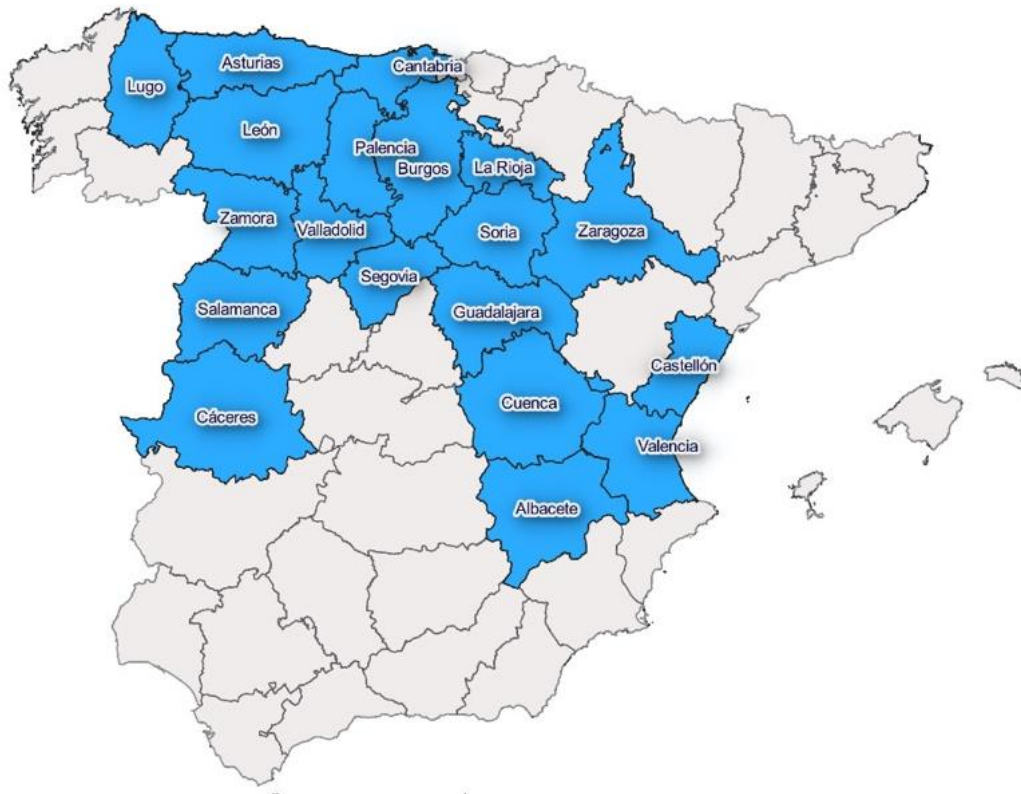 Asturias
Cantabria
Lugo
León
Palencia
Burgos
La Rioja
Zamora
Valladolid
Soria
Zaragoza
Segovia
Salamanca
Guadalajara
Castellón
Cuenca
Cáceres
Valencia
Albacete